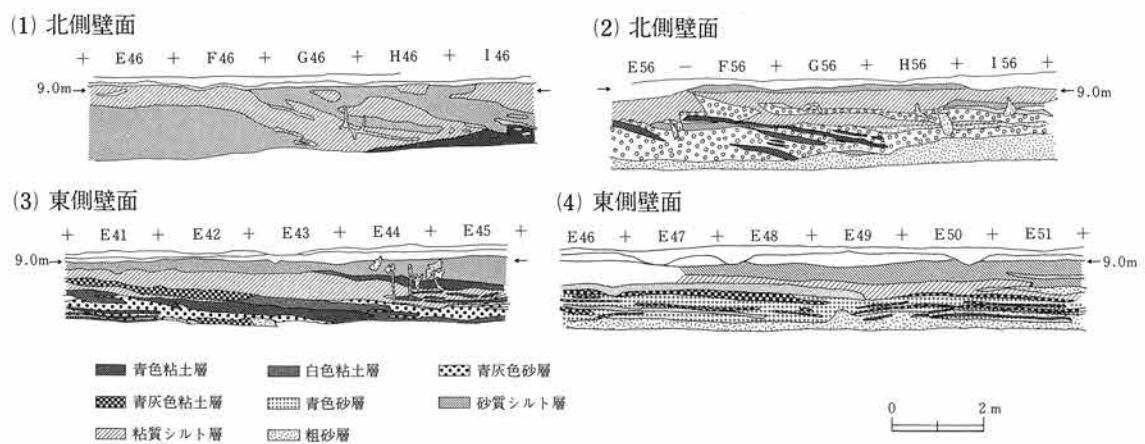 (1) 北側壁面
+ E46 + F46 + G46 + H46 + I 46
9.0m
(2) 北側壁面
E56 − F56 + G56 + H56 + I 56 +
9.0m
(3) 東側壁面
+ E41 + E42 + E43 + E44 + E45 +
9.0m
(4) 東側壁面
E46 + E47 + E48 + E49 + E50 + E51 +
9.0m
青色粘土層 白色粘土層 青灰色砂層
青灰色粘土層 青色砂層 砂質シルト層
粘質シルト層 粗砂層
0 2 m